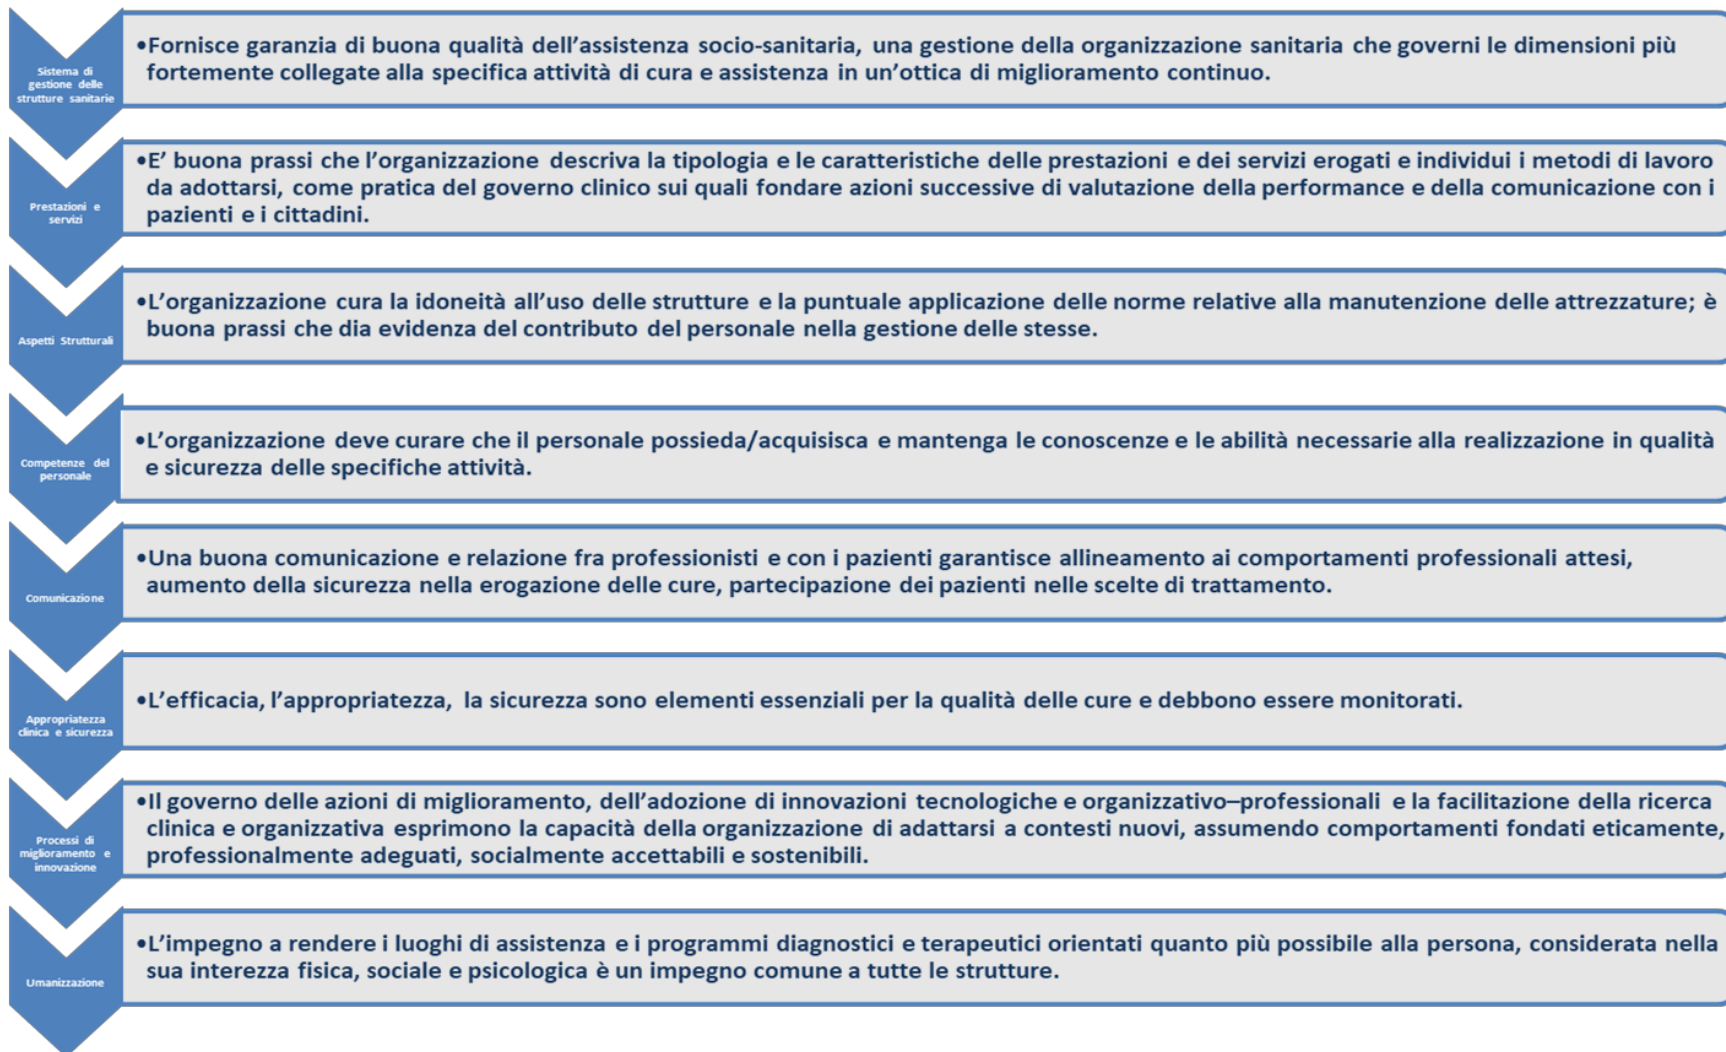 Sistema di
gestione delle
strutture sanitarie
•Fornisce garanzia di buona qualità dell’assistenza socio-sanitaria, una gestione della organizzazione sanitaria che governi le dimensioni più
fortemente collegate alla specifica attività di cura e assistenza in un’ottica di miglioramento continuo.
Prestazioni e
servizi
•E’ buona prassi che l’organizzazione descriva la tipologia e le caratteristiche delle prestazioni e dei servizi erogati e individui i metodi di lavoro
da adottarsi, come pratica del governo clinico sui quali fondare azioni successive di valutazione della performance e della comunicazione con i
pazienti e i cittadini.
Aspetti Strutturali
•L’organizzazione cura la idoneità all’uso delle strutture e la puntuale applicazione delle norme relative alla manutenzione delle attrezzature; è
buona prassi che dia evidenza del contributo del personale nella gestione delle stesse.
Competenze del
personale
•L’organizzazione deve curare che il personale possieda/acquisisca e mantenga le conoscenze e le abilità necessarie alla realizzazione in qualità
e sicurezza delle specifiche attività.
Comunicazione
•Una buona comunicazione e relazione fra professionisti e con i pazienti garantisce allineamento ai comportamenti professionali attesi,
aumento della sicurezza nella erogazione delle cure, partecipazione dei pazienti nelle scelte di trattamento.
Appropriatezza
clinica e sicurezza
•L’efficacia, l’appropriatezza, la sicurezza sono elementi essenziali per la qualità delle cure e debbono essere monitorati.
Processi di
miglioramento e
innovazione
•Il governo delle azioni di miglioramento, dell’adozione di innovazioni tecnologiche e organizzativo–professionali e la facilitazione della ricerca
clinica e organizzativa esprimono la capacità della organizzazione di adattarsi a contesti nuovi, assumendo comportamenti fondati eticamente,
professionalmente adeguati, socialmente accettabili e sostenibili.
Umanizzazione
•L’impegno a rendere i luoghi di assistenza e i programmi diagnostici e terapeutici orientati quanto più possibile alla persona, considerata nella
sua interezza fisica, sociale e psicologica è un impegno comune a tutte le strutture.